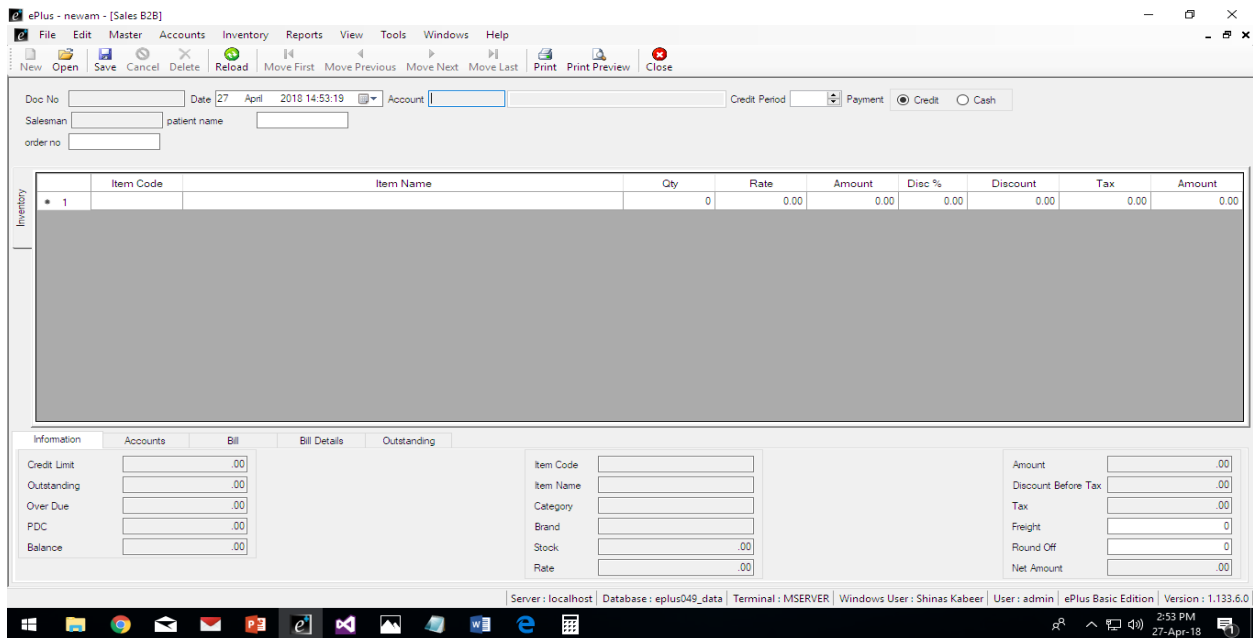 ePlus - newam - [Sales B2B]
File Edit Master Accounts Inventory Reports View Tools Windows Help
New Open Save Cancel Delete Reload Move First Move Previous Move Next Move Last Print Print Preview Close
Doc No Date 27 April 2018 14:53:19 Account Credit Period Payment Credit Cash
Salesman patient name
order no
Inventory
Item Code Item Name Qty Rate Amount Disc % Discount Tax Amount
* 1 0 0.00 0.00 0.00 0.00 0.00 0.00
Information Accounts Bill Bill Details Outstanding
Credit Limit .00 Item Code Amount .00
Outstanding .00 Item Name Discount Before Tax .00
Over Due .00 Category Tax .00
PDC .00 Brand Freight 0
Balance .00 Stock .00 Round Off 0
Rate .00 Net Amount .00
Server : localhost Database : eplus049_data Terminal : MSERVER Windows User : Shinas Kabeer User : admin ePlus Basic Edition Version : 1.133.6.0
2:53 PM
27-Apr-18